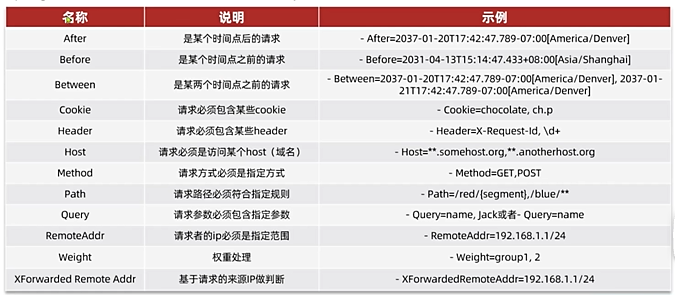 名称 说明 示例
After 是某个时间点后的请求 - After=2037-01-20T17:42:47.789-07:00[America/Denver]
Before 是某个时间点之前的请求 - Before=2031-04-13T15:14:47.433+08:00[Asia/Shanghai]
Between 是某两个时间点之前的请求 - Between=2037-01-20T17:42:47.789-07:00[America/Denver], 2037-01-
21T17:42:47.789-07:00[America/Denver]
Cookie 请求必须包含某些cookie - Cookie=chocolate, ch.p
Header 请求必须包含某些header - Header=X-Request-Id, \d+
Host 请求必须是访问某个host（域名） - Host=**.somehost.org,**.anotherhost.org
Method 请求方式必须是指定方式 - Method=GET,POST
Path 请求路径必须符合指定规则 - Path=/red/{segment},/blue/**
Query 请求参数必须包含指定参数 - Query=name, Jack或者- Query=name
RemoteAddr 请求者的ip必须是指定范围 - RemoteAddr=192.168.1.1/24
Weight 权重处理 - Weight=group1, 2
XForwarded Remote Addr 基于请求的来源IP做判断 - XForwardedRemoteAddr=192.168.1.1/24